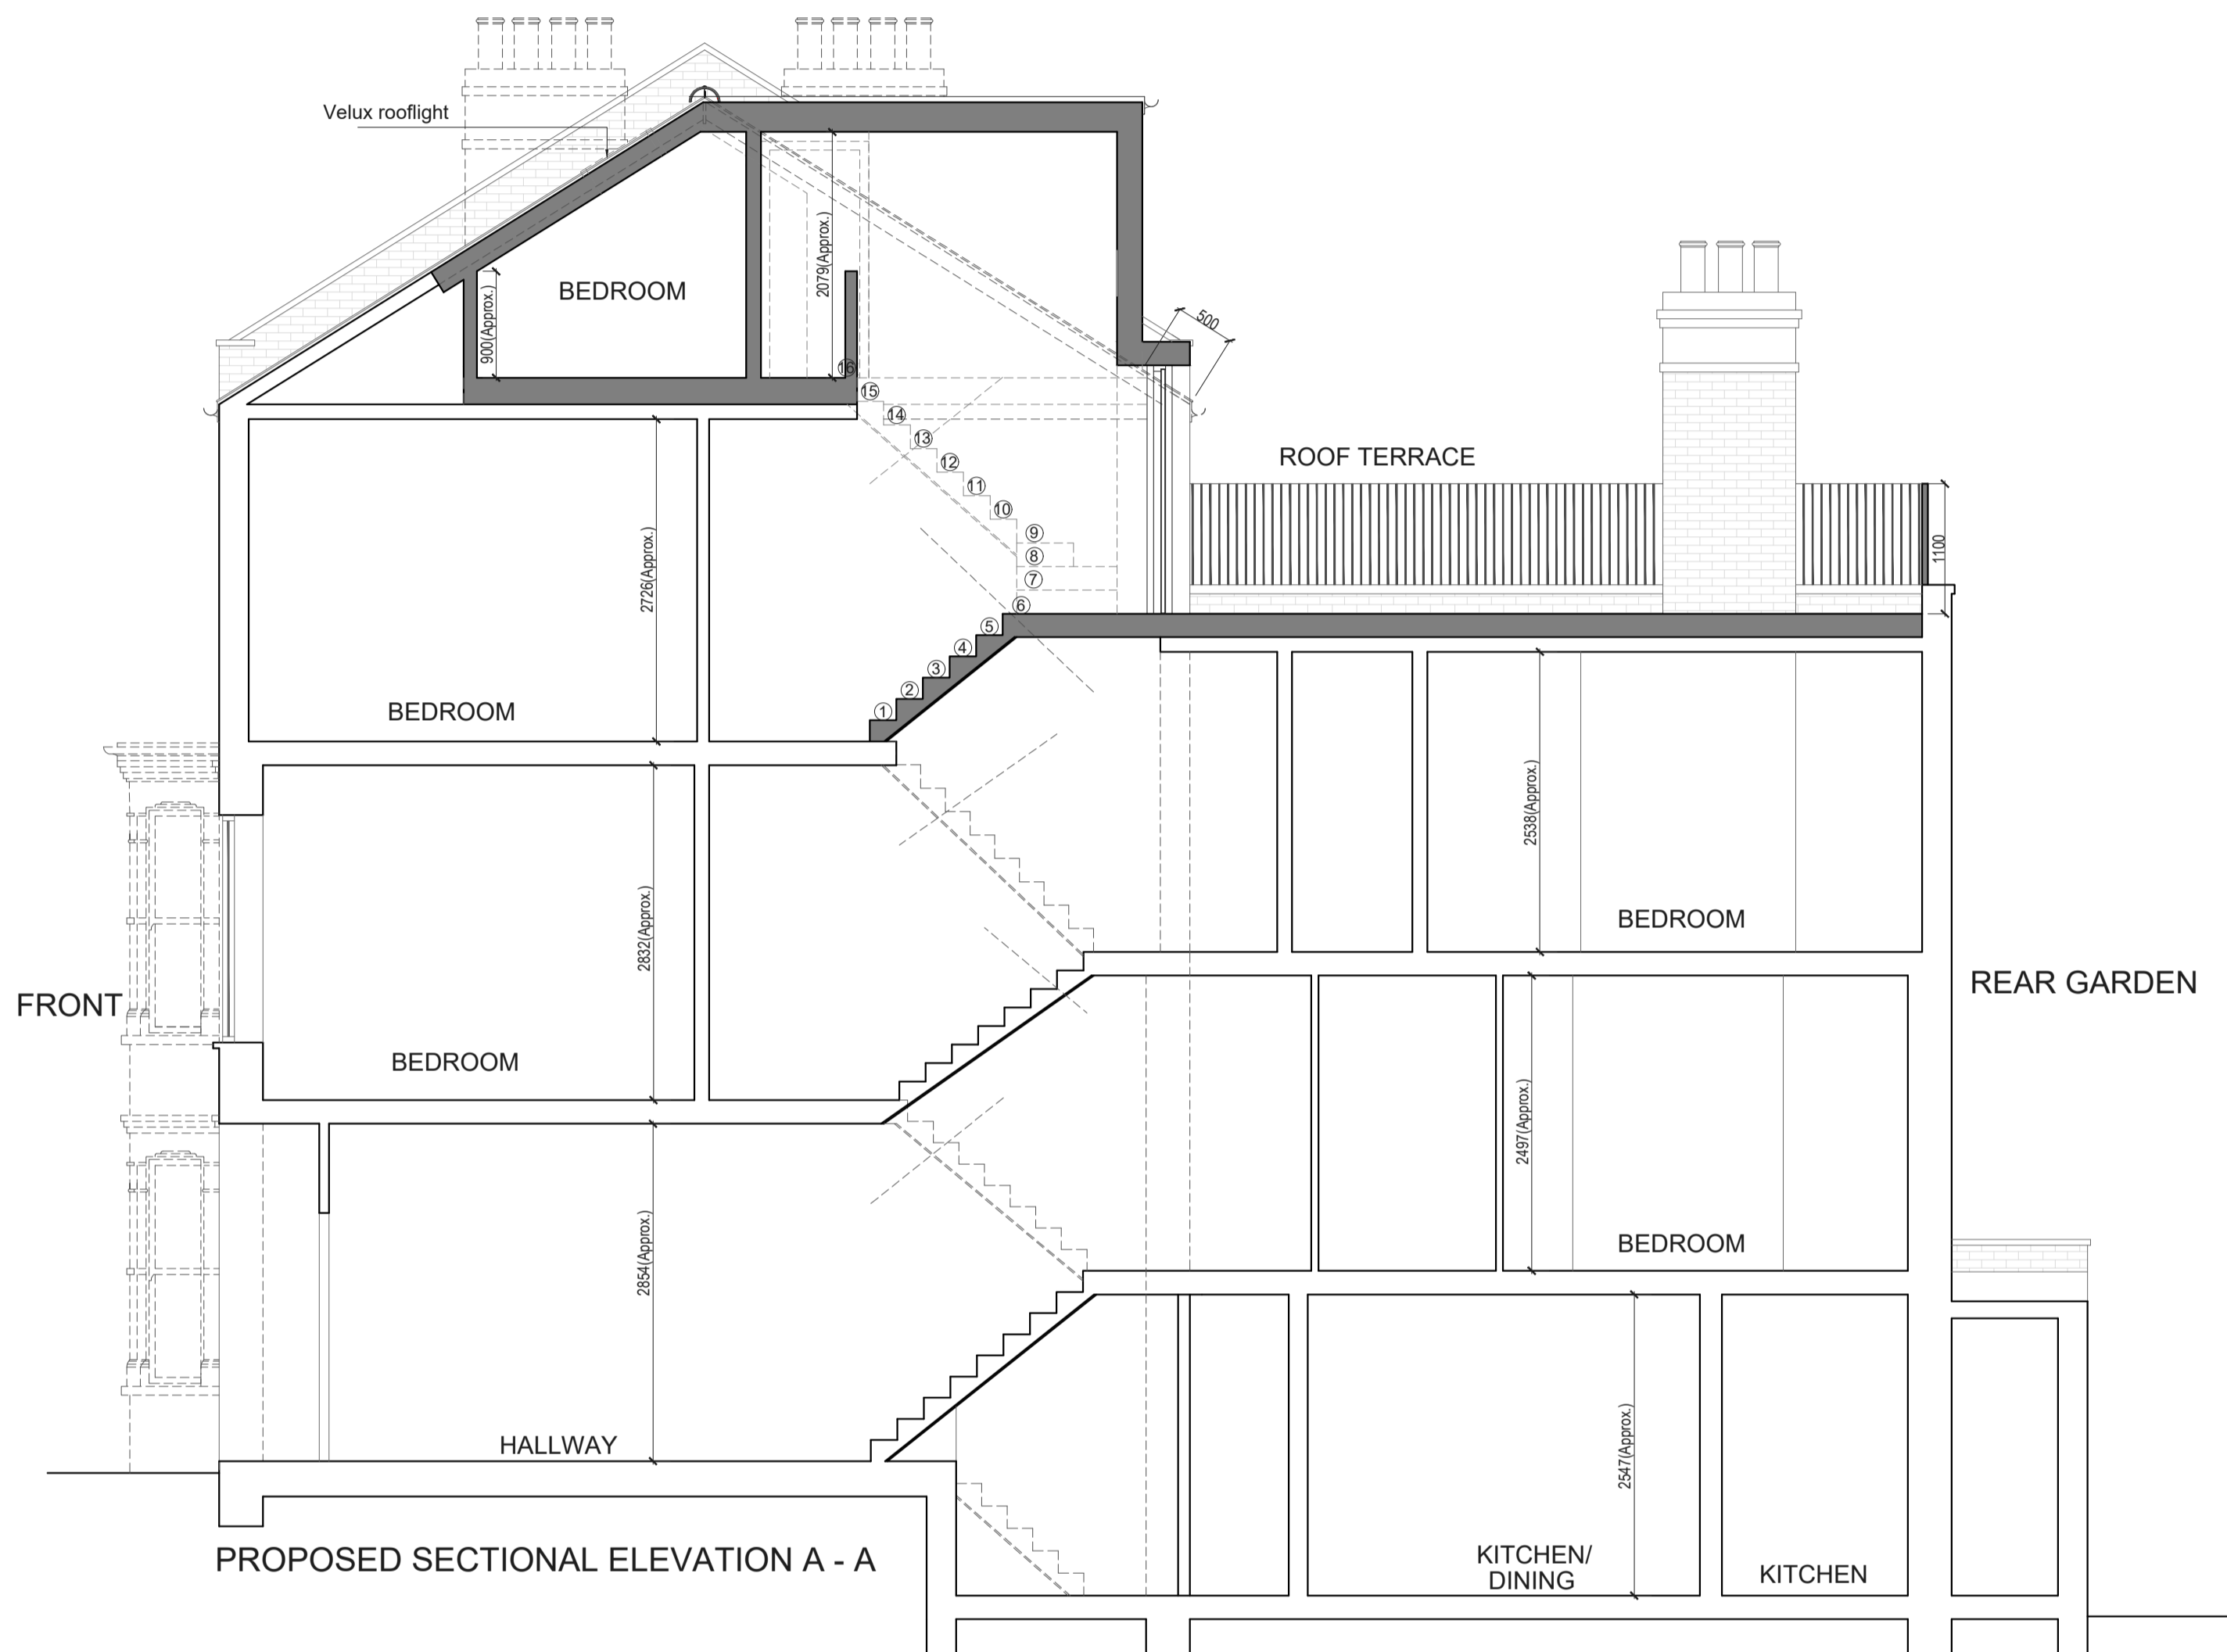 Velux rooflight
BEDROOM
900(Approx.)
2079(Approx.)
500
16
15
14
13
12
11
10
9
8
7
6
5
4
3
2
1
ROOF TERRACE
1100
2726(Approx.)
BEDROOM
2538(Approx.)
BEDROOM
2832(Approx.)
BEDROOM
FRONT
REAR GARDEN
2497(Approx.)
BEDROOM
2854(Approx.)
HALLWAY
2547(Approx.)
KITCHEN/
DINING
KITCHEN
PROPOSED SECTIONAL ELEVATION A - A